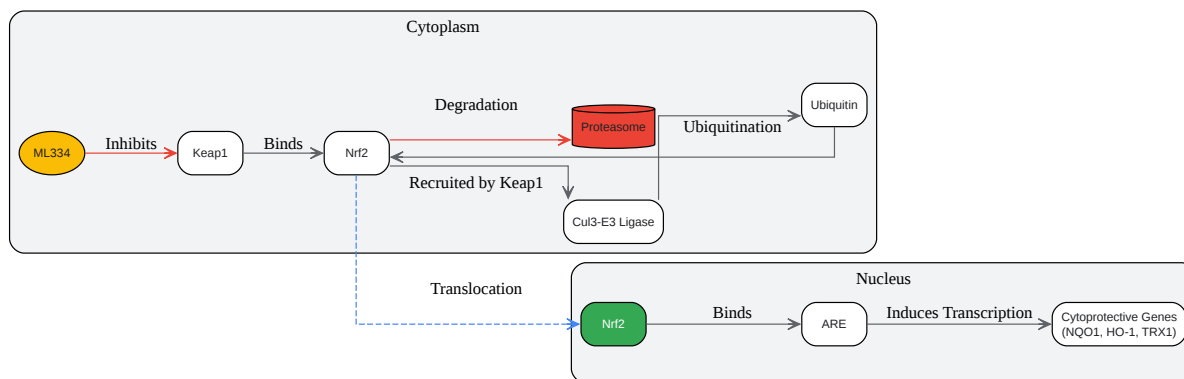 Cytoplasm
Degradation
Ubiquitin
Proteasome
Ubiquitination
ML334
Inhibits
Keap1
Binds
Nrf2
Recruited by Keap1
Cul3-E3 Ligase
Nucleus
Translocation
Nrf2
Binds
ARE
Induces Transcription
Cytoprotective Genes
(NQO1, HO-1, TRX1)